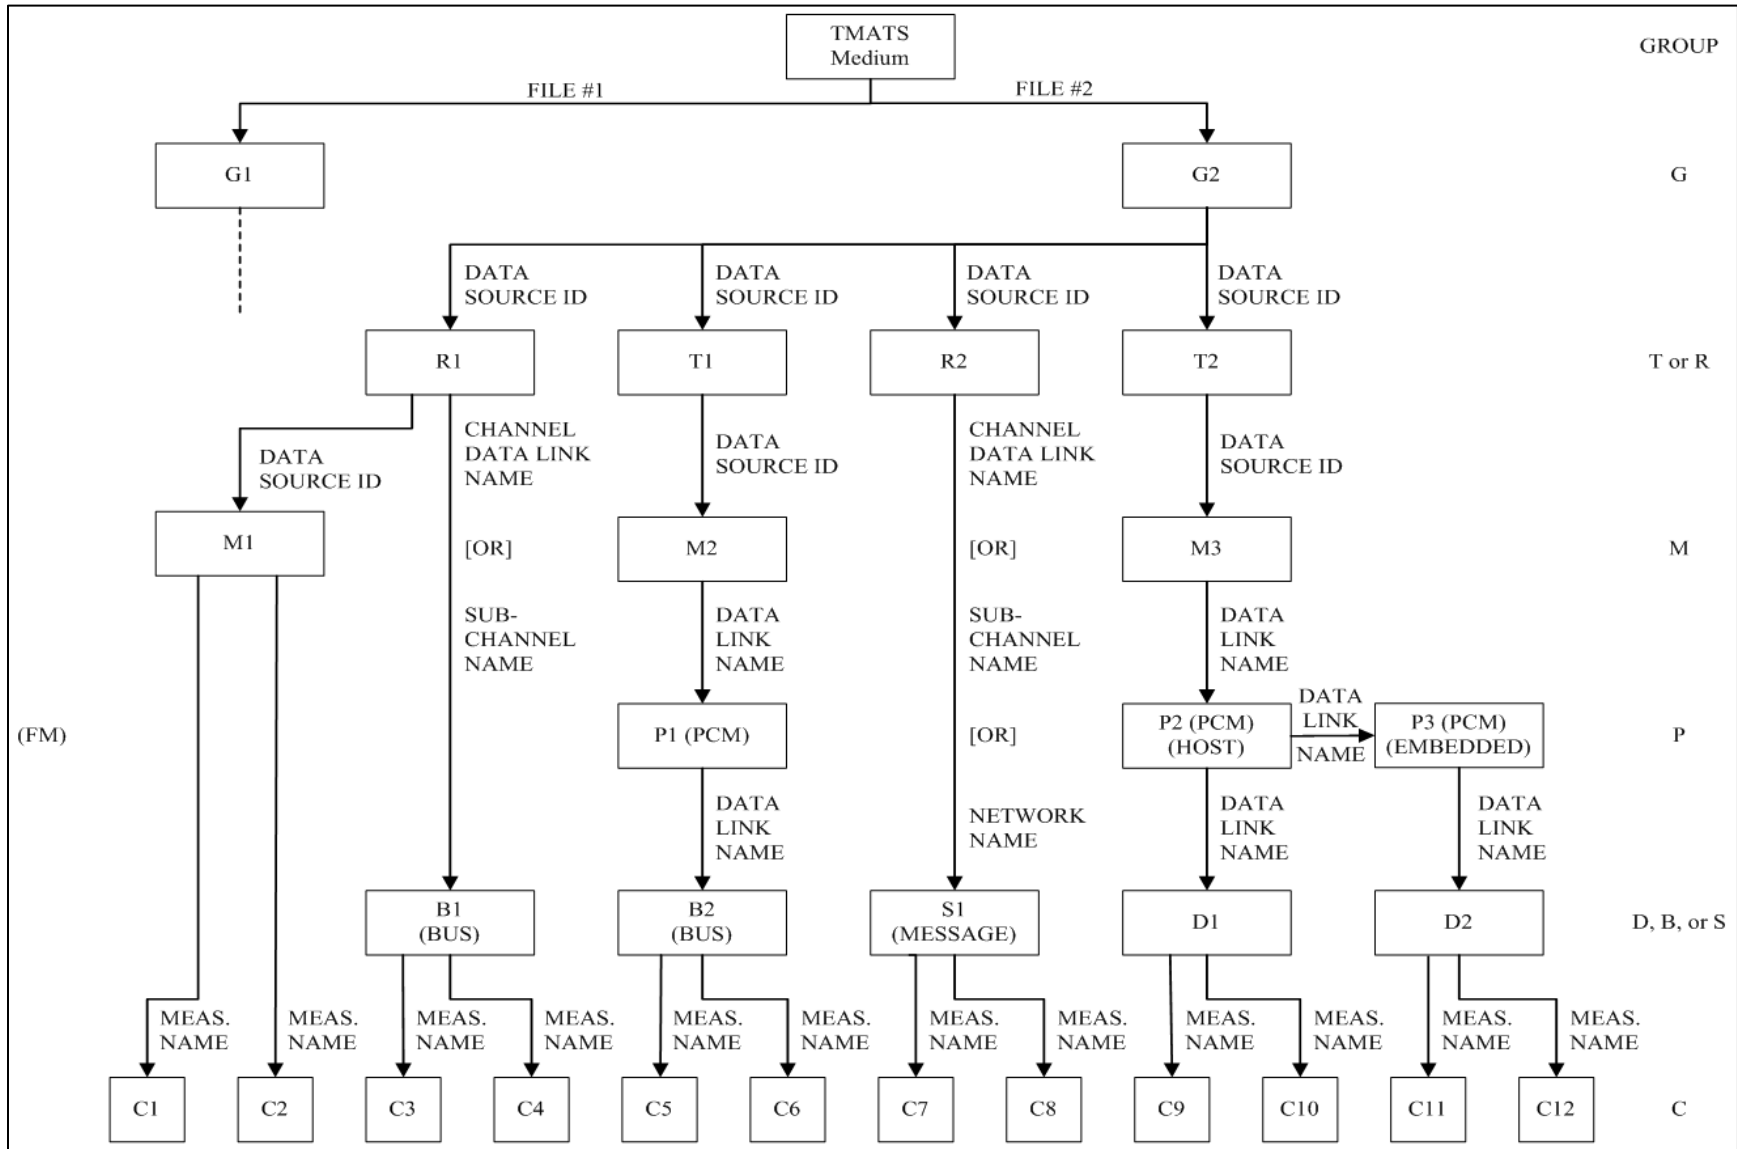 TMATS
Medium
GROUP
FILE #1
FILE #2
G1
G2
G
DATA
SOURCE ID
DATA
SOURCE ID
DATA
SOURCE ID
DATA
SOURCE ID
R1
T1
R2
T2
T or R
CHANNEL
DATA LINK
NAME
DATA
SOURCE ID
CHANNEL
DATA LINK
NAME
DATA
SOURCE ID
DATA
SOURCE ID
M1
[OR]
M2
[OR]
M3
M
SUB-
CHANNEL
NAME
DATA
LINK
NAME
SUB-
CHANNEL
NAME
DATA
LINK
NAME
(FM)
P1 (PCM)
[OR]
P2 (PCM)
(HOST)
DATA
LINK
NAME
P3 (PCM)
(EMBEDDED)
P
DATA
LINK
NAME
NETWORK
NAME
DATA
LINK
NAME
DATA
LINK
NAME
B1
(BUS)
B2
(BUS)
S1
(MESSAGE)
D1
D2
D, B, or S
MEAS.
NAME
MEAS.
NAME
MEAS.
NAME
MEAS.
NAME
MEAS.
NAME
MEAS.
NAME
MEAS.
NAME
MEAS.
NAME
MEAS.
NAME
MEAS.
NAME
MEAS.
NAME
MEAS.
NAME
C1
C2
C3
C4
C5
C6
C7
C8
C9
C10
C11
C12
C